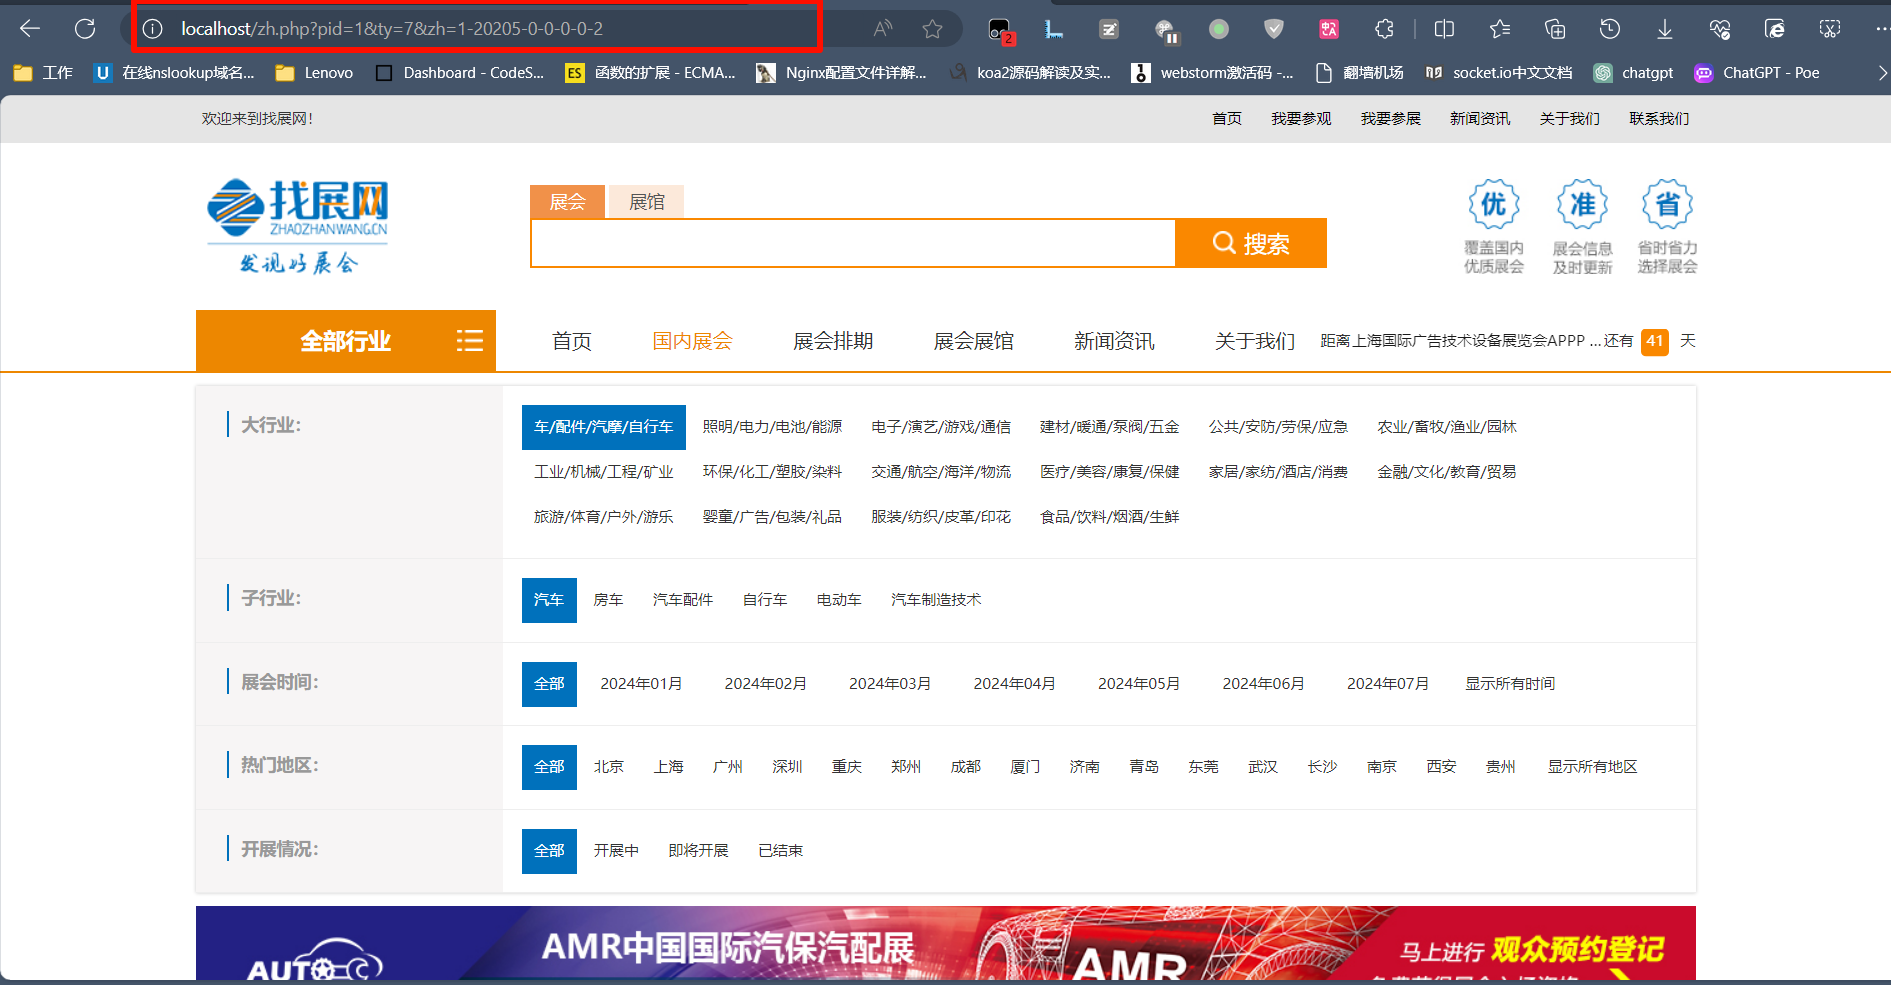 localhost/zh.php?pid=1&ty=7&zh=1-20205-0-0-0-0-2
2
工作
U
在线nslookup域名...
Lenovo
Dashboard - CodeS...
ES
函数的扩展 - ECMA...
Nginx配置文件详解...
koa2源码解读及实...
webstorm激活码 -...
翻墙机场
socket.io中文文档
chatgpt
ChatGPT - Poe
欢迎来到找展网！
首页 我要参观 我要参展 新闻资讯 关于我们 联系我们
找展网
ZHAOZHANWANG.CN
发现好展会
展会 展馆
搜索
优 准 省
覆盖国内 展会信息 省时省力
优质展会 及时更新 选择展会
全部行业
首页 国内展会 展会排期 展会展馆 新闻资讯 关于我们
距离上海国际广告技术设备展览会APPP ...还有 41 天
大行业：
车/配件/汽摩/自行车 照明/电力/电池/能源 电子/演艺/游戏/通信 建材/暖通/泵阀/五金 公共/安防/劳保/应急 农业/畜牧/渔业/园林
工业/机械/工程/矿业 环保/化工/塑胶/染料 交通/航空/海洋/物流 医疗/美容/康复/保健 家居/家纺/酒店/消费 金融/文化/教育/贸易
旅游/体育/户外/游乐 婴童/广告/包装/礼品 服装/纺织/皮革/印花 食品/饮料/烟酒/生鲜
子行业：
汽车 房车 汽车配件 自行车 电动车 汽车制造技术
展会时间：
全部 2024年01月 2024年02月 2024年03月 2024年04月 2024年05月 2024年06月 2024年07月 显示所有时间
热门地区：
全部 北京 上海 广州 深圳 重庆 郑州 成都 厦门 济南 青岛 东莞 武汉 长沙 南京 西安 贵州 显示所有地区
开展情况：
全部 开展中 即将开展 已结束
AMR中国国际汽保汽配展
AMR
马上进行 观众预约登记